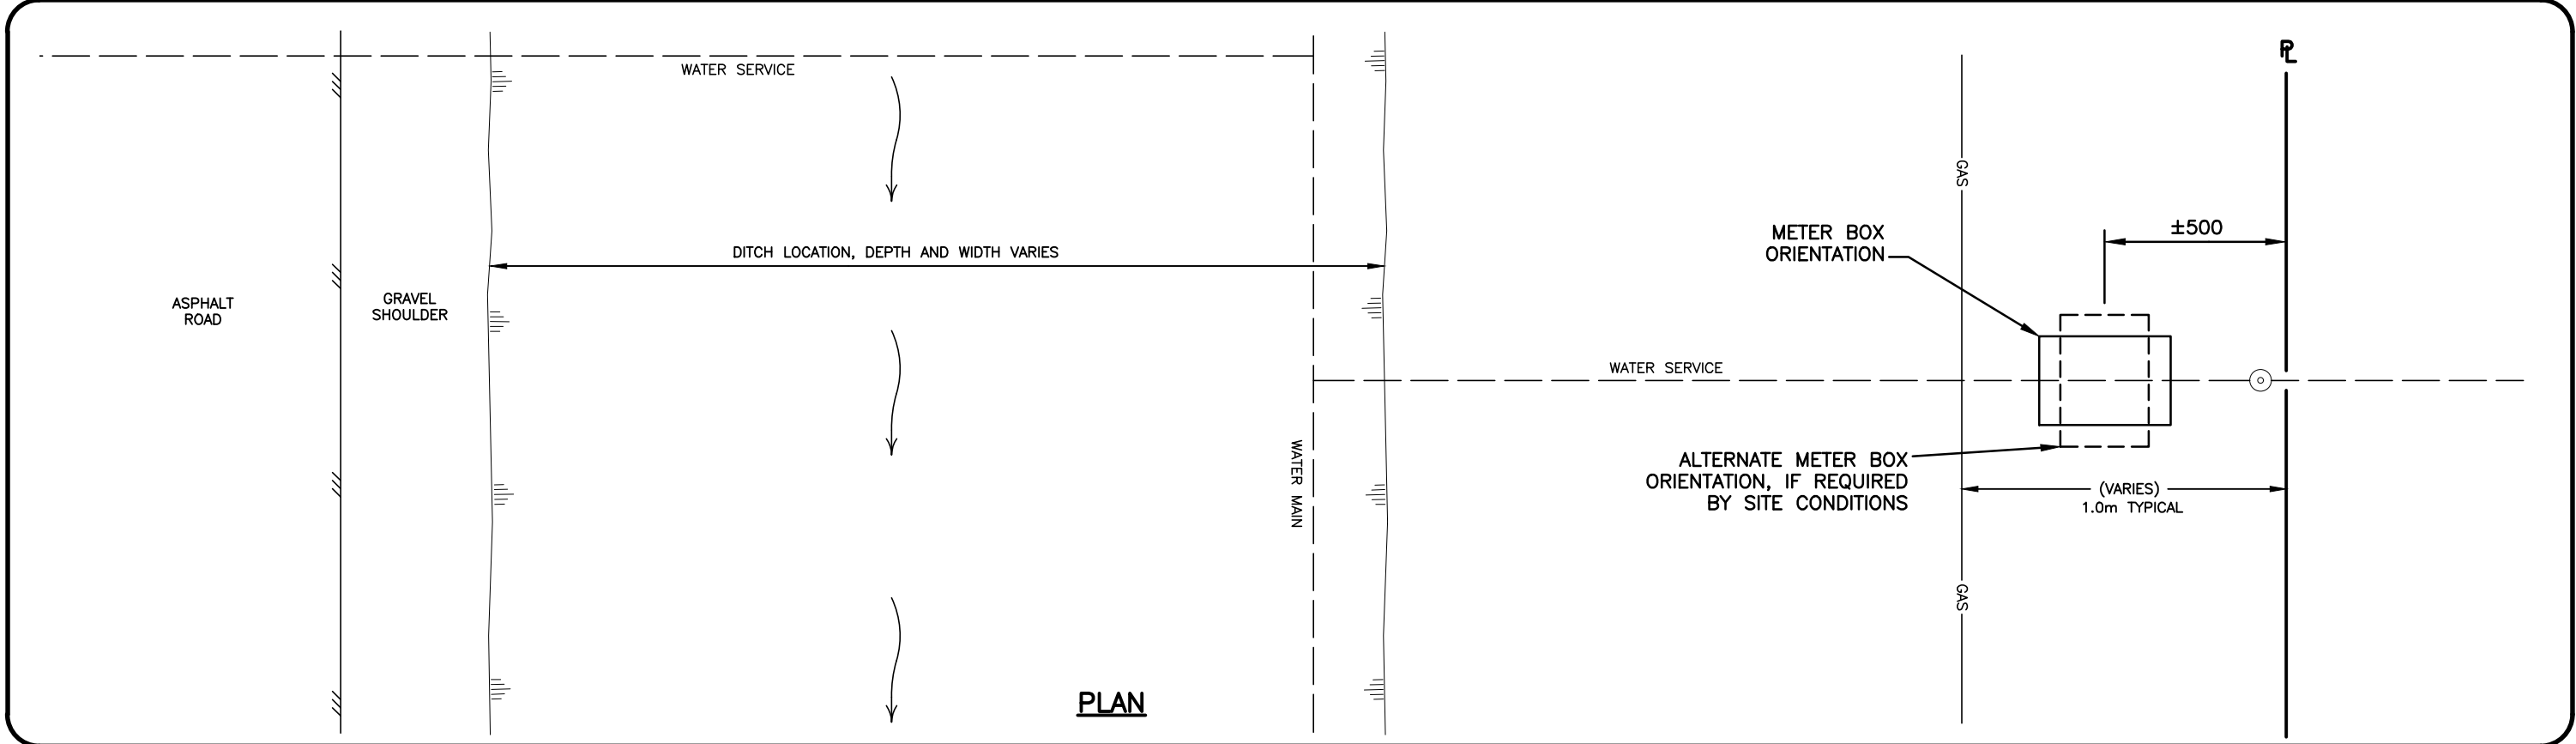 WATER SERVICE
PL
GAS
±500
METER BOX
ORIENTATION
DITCH LOCATION, DEPTH AND WIDTH VARIES
ASPHALT
ROAD
GRAVEL
SHOULDER
WATER SERVICE
WATER MAIN
ALTERNATE METER BOX
ORIENTATION, IF REQUIRED
BY SITE CONDITIONS
(VARIES)
1.0m TYPICAL
GAS
PLAN